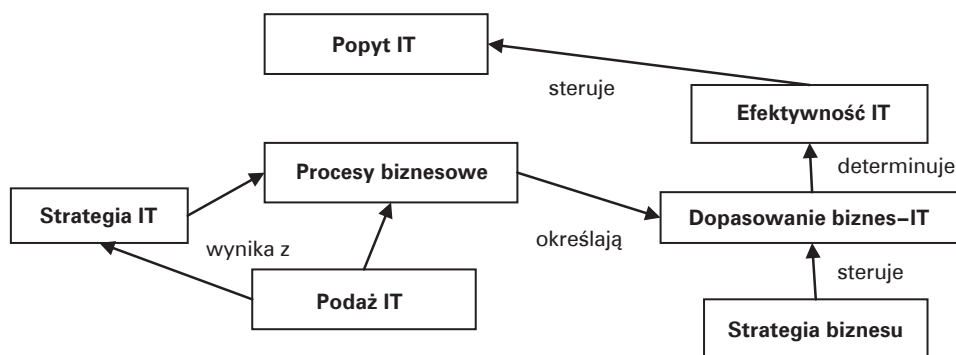 Popyt IT
steruje
Efektywność IT
determinuje
Procesy biznesowe
Strategia IT
Dopasowanie biznes–IT
określają
wynika z
steruje
Podaż IT
Strategia biznesu